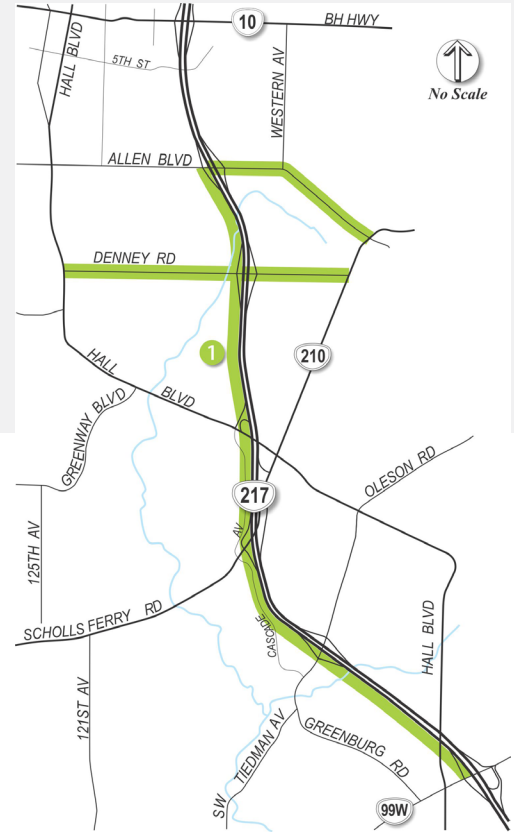 10
BH HWY
HALL BLVD
5TH ST
WESTERN AV
No Scale
ALLEN BLVD
DENNEY RD
1
210
HALL
BLVD
GREENWAY BLVD
OLESON RD
217
AV
125TH AV
SCHOLLS FERRY RD
CASCADE
HALL BLVD
121ST AV
SW TIEDMAN AV
GREENBURG RD
99W